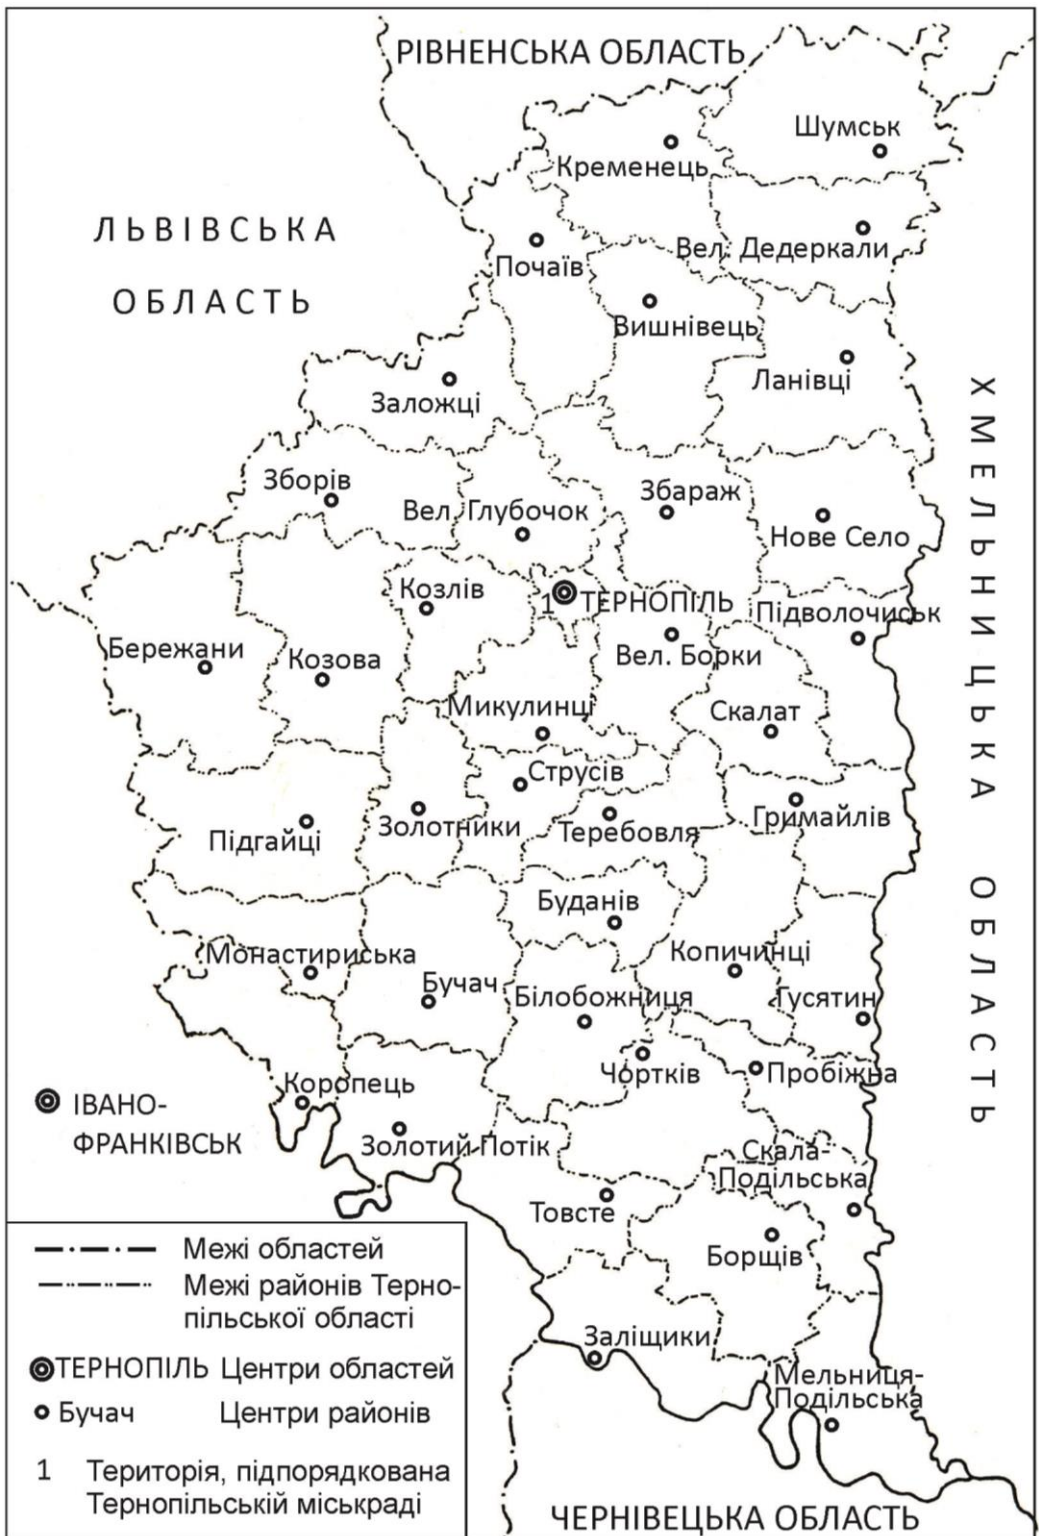 РІВНЕНСЬКА ОБЛАСТЬ
Шумськ
Кременець
ЛЬВІВСЬКА
ОБЛАСТЬ
Вел. Дедеркали
Почаїв
Вишнівець
Ланівці
Заложці
ХМЕЛЬНИЦЬКА ОБЛАСТЬ
Зборів
Вел. Глубочок
Збараж
Нове Село
Козлів
1 ТЕРНОПІЛЬ
Підволочиськ
Бережани
Козова
Вел. Борки
Микулинці
Скалат
Струсів
Підгайці
Золотники
Теребовля
Гримайлів
Буданів
Монастириська
Копичинці
Бучач
Білобожниця
Гусятин
Чортків
Пробіжна
Коропець
ІВАНО-
ФРАНКІВСЬК
Золотий Потік
Скала-
Подільська
Товсте
Борщів
Заліщики
Мельниця-
Подільська
ЧЕРНІВЕЦЬКА ОБЛАСТЬ
Межі областей
Межі районів Терно-
пільської області
ТЕРНОПІЛЬ Центри областей
Бучач Центри районів
1 Територія, підпорядкована
Тернопільській міськраді